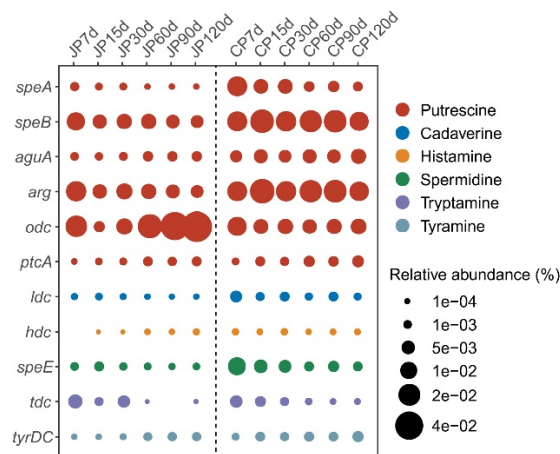 JP7d JP15d JP30d JP60d JP90d JP120d CP7d CP15d CP30d CP60d CP90d CP120d
speA
speB
aguA
arg
odc
ptcA
ldc
hdc
speE
tdc
tyrDC
Putrescine
Cadaverine
Histamine
Spermidine
Tryptamine
Tyramine
Relative abundance (%)
1e−04
1e−03
5e−03
1e−02
2e−02
4e−02